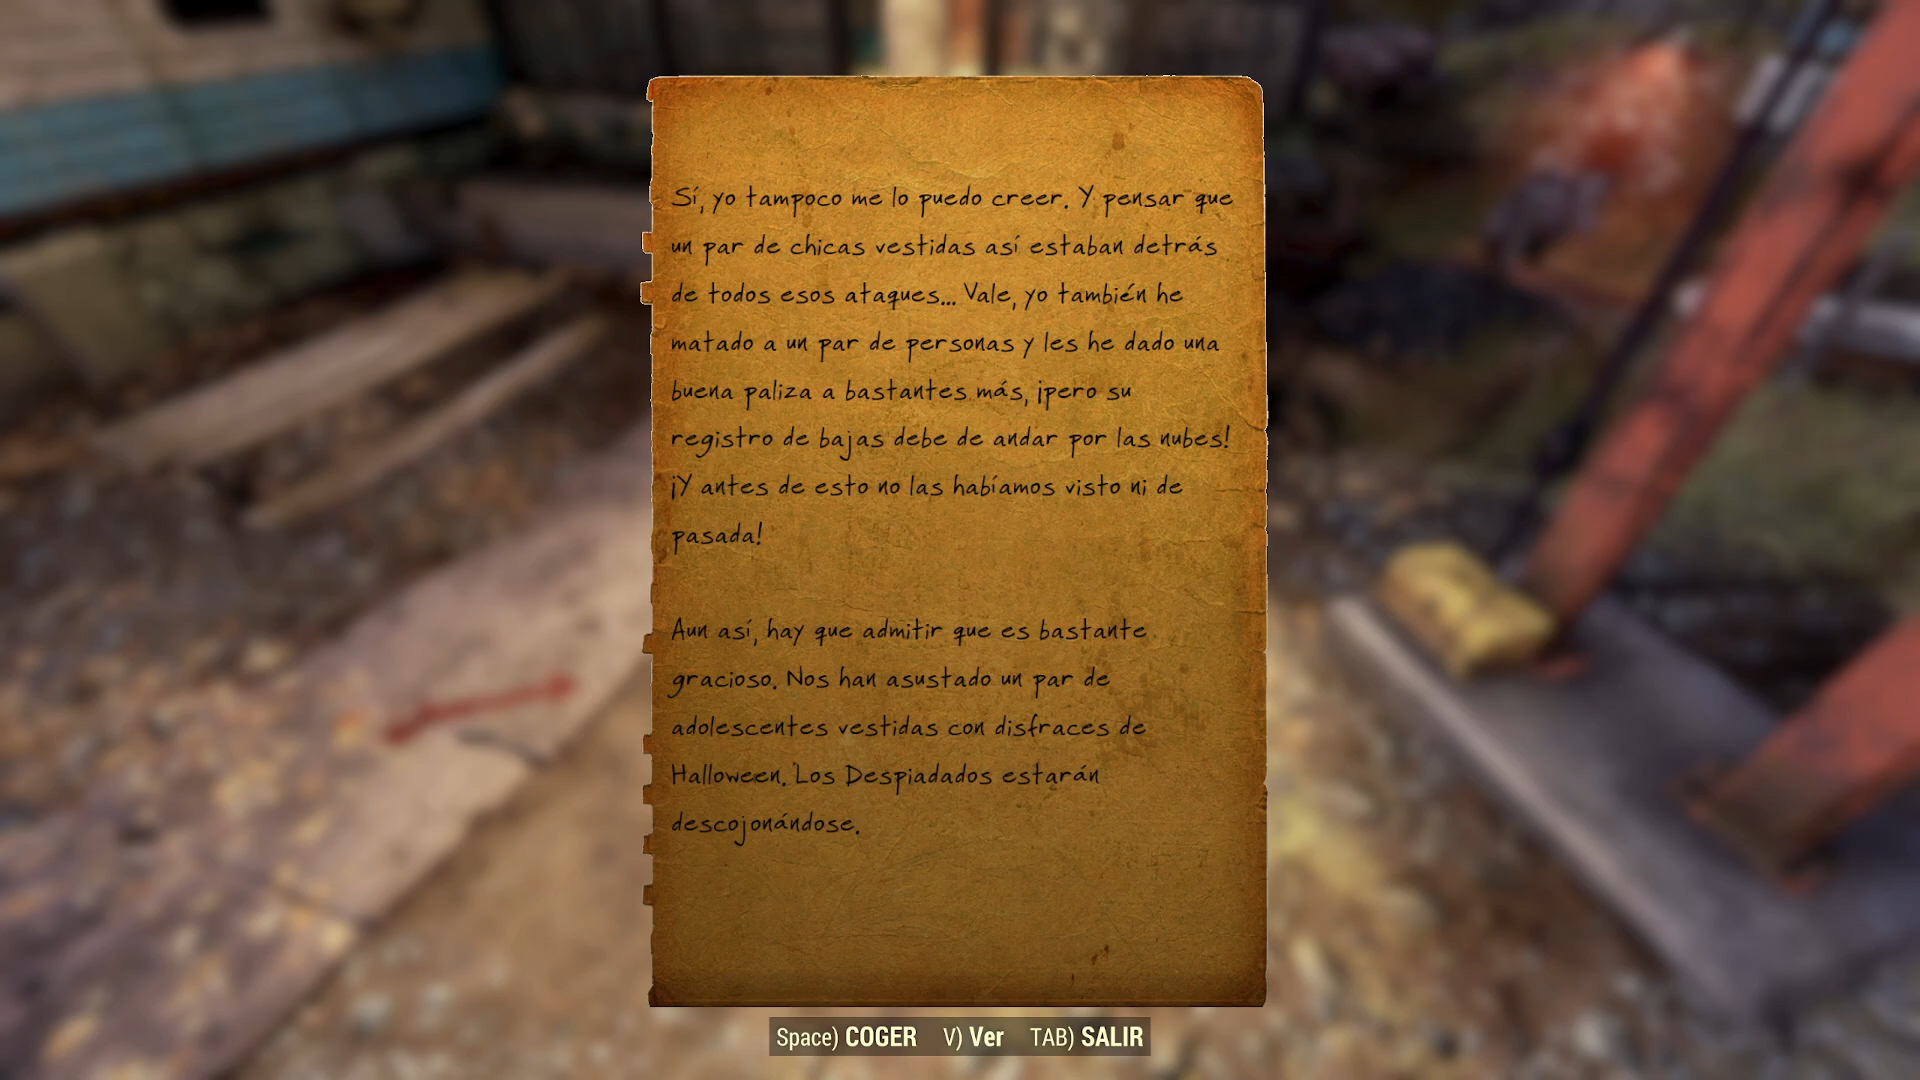 Sí, yo tampoco me lo puedo creer. Y pensar que
un par de chicas vestidas así estaban detrás
de todos esos ataques... Vale, yo también he
matado a un par de personas y les he dado una
buena paliza a bastantes más, ¡pero su
registro de bajas debe de andar por las nubes!
¡Y antes de esto no las habíamos visto ni de
pasada!
Aun así, hay que admitir que es bastante
gracioso. Nos han asustado un par de
adolescentes vestidas con disfraces de
Halloween. Los Despiadados estarán
descojonándose.
Space) COGER V) Ver TAB) SALIR